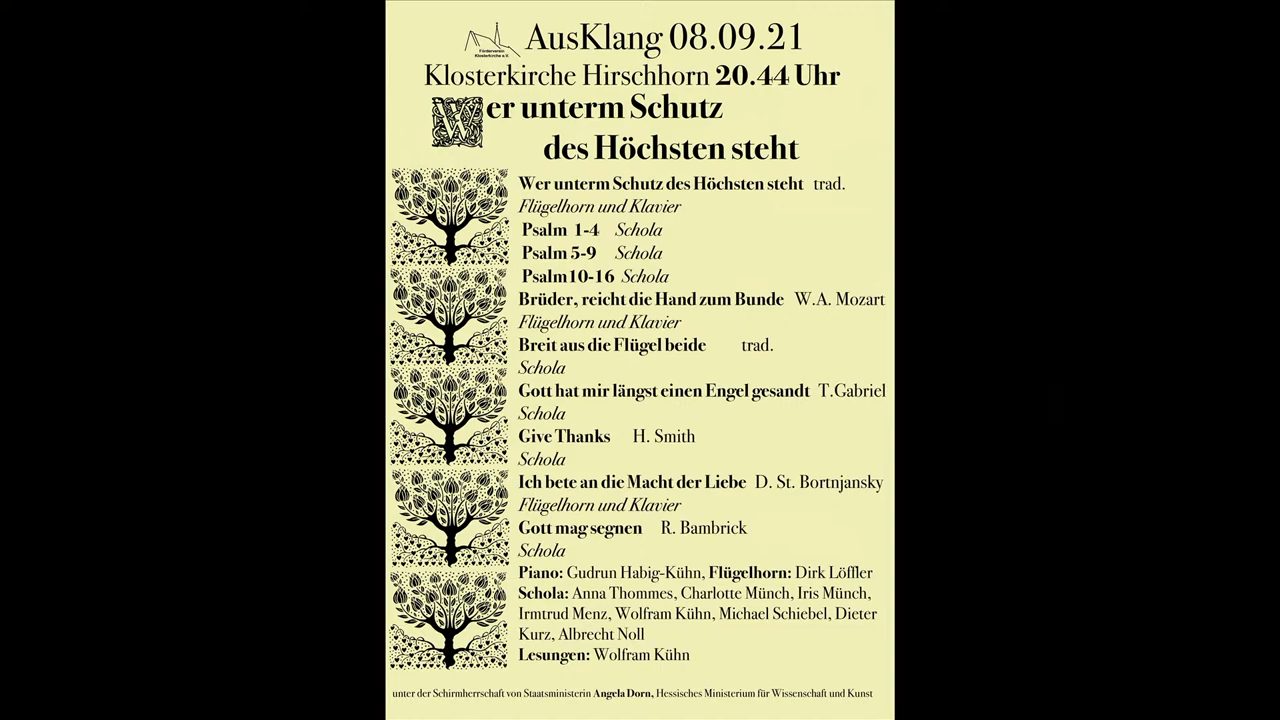 Förderverein
Klosterkirche e.V.
AusKlang 08.09.21
Klosterkirche Hirschhorn 20.44 Uhr
Wer unterm Schutz
des Höchsten steht
Wer unterm Schutz des Höchsten steht trad.
Flügelhorn und Klavier
Psalm 1-4 Schola
Psalm 5-9 Schola
Psalm10-16 Schola
Brüder, reicht die Hand zum Bunde W.A. Mozart
Flügelhorn und Klavier
Breit aus die Flügel beide trad.
Schola
Gott hat mir längst einen Engel gesandt T.Gabriel
Schola
Give Thanks H. Smith
Schola
Ich bete an die Macht der Liebe D. St. Bortnjansky
Flügelhorn und Klavier
Gott mag segnen R. Bambrick
Schola
Piano: Gudrun Habig-Kühn, Flügelhorn: Dirk Löffler
Schola: Anna Thommes, Charlotte Münch, Iris Münch,
Irmtrud Menz, Wolfram Kühn, Michael Schiebel, Dieter
Kurz, Albrecht Noll
Lesungen: Wolfram Kühn
unter der Schirmherrschaft von Staatsministerin Angela Dorn, Hessisches Ministerium für Wissenschaft und Kunst